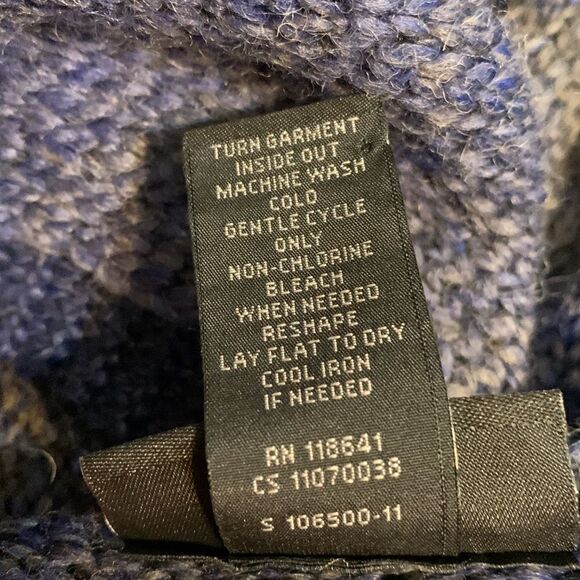 TURN GARMENT
INSIDE OUT
MACHINE WASH
COLD
GENTLE CYCLE
ONLY
NON-CHLORINE
BLEACH
WHEN NEEDED
RESHAPE
LAY FLAT TO DRY
COOL IRON
IF NEEDED
RN 118641
CS 11070038
S 106500-11